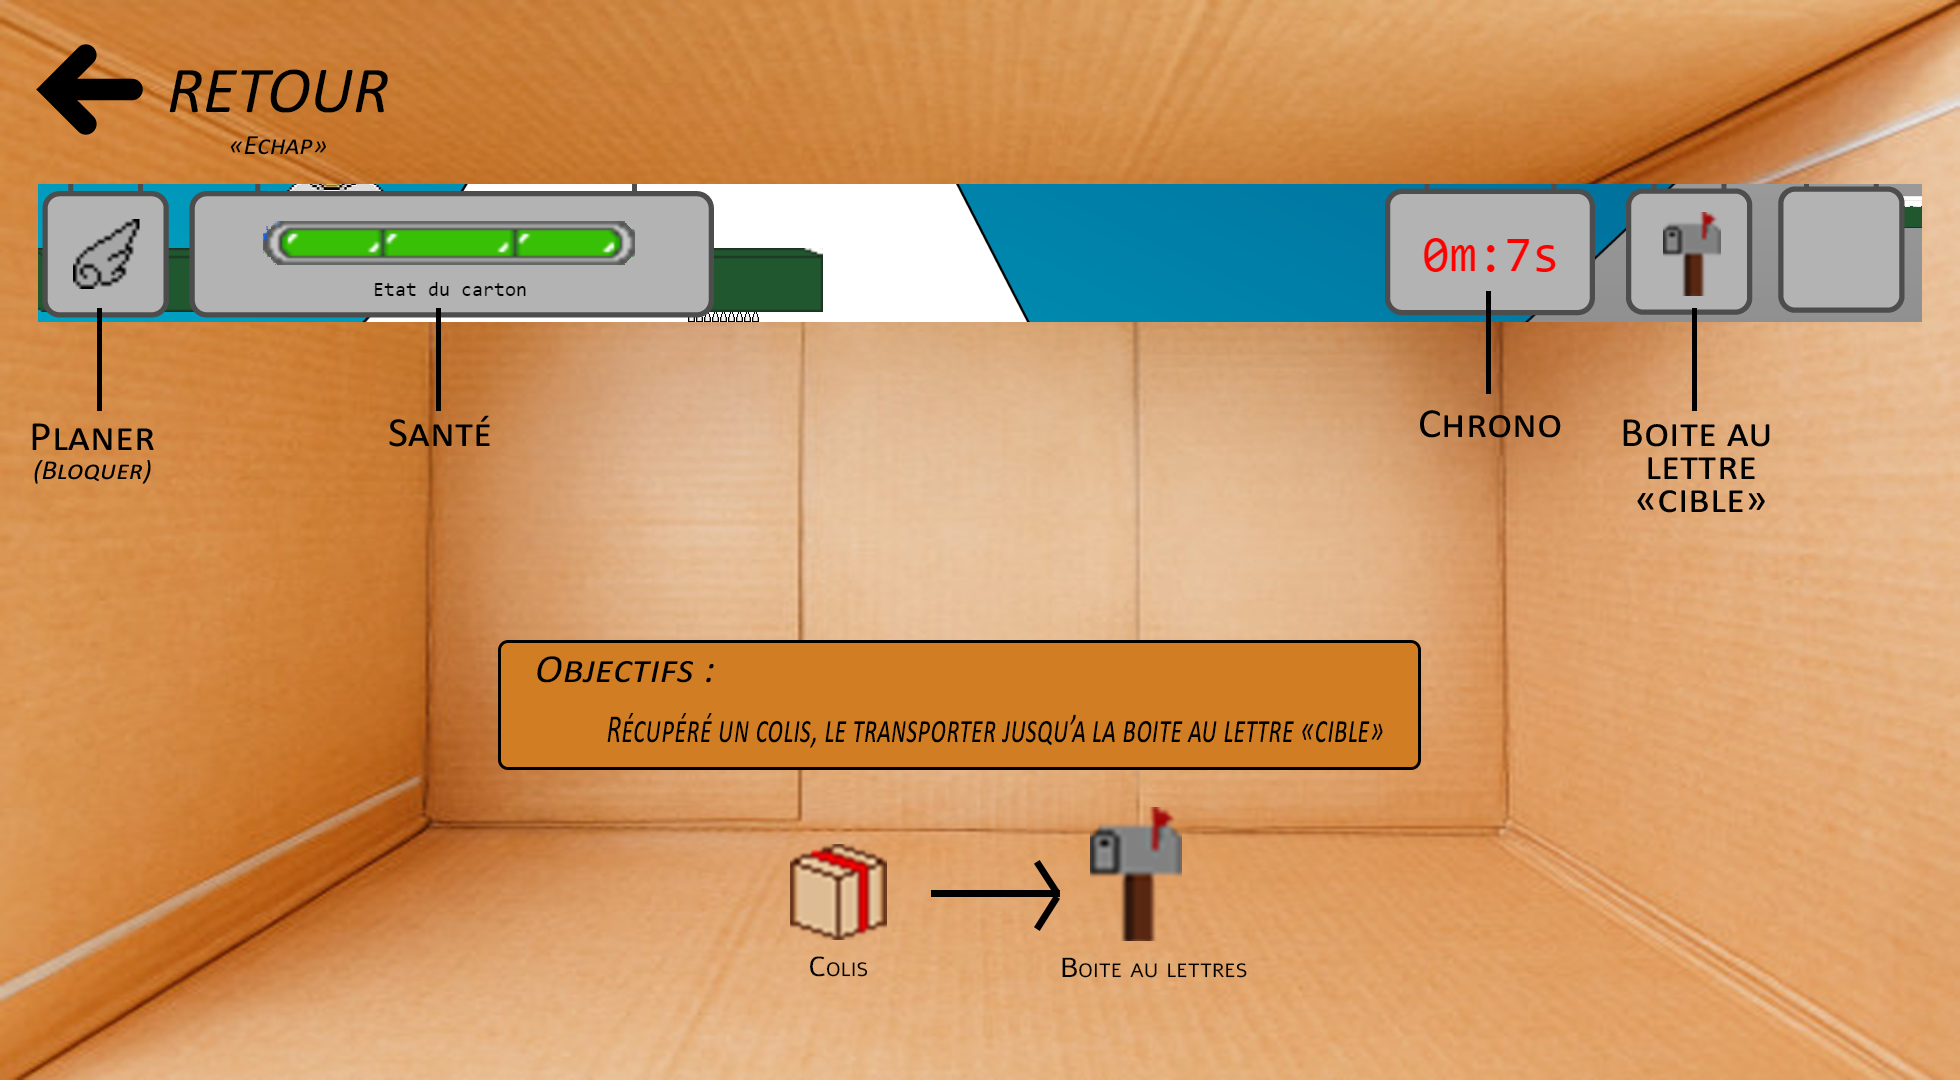 RETOUR
«Echap»
Etat du carton
0m:7s
Planer
(Bloquer)
Santé
Chrono
Boite au
lettre
«cible»
Objectifs :
Récupéré un colis, le transporter jusqu'a la boite au lettre «cible»
Colis
Boite au lettres